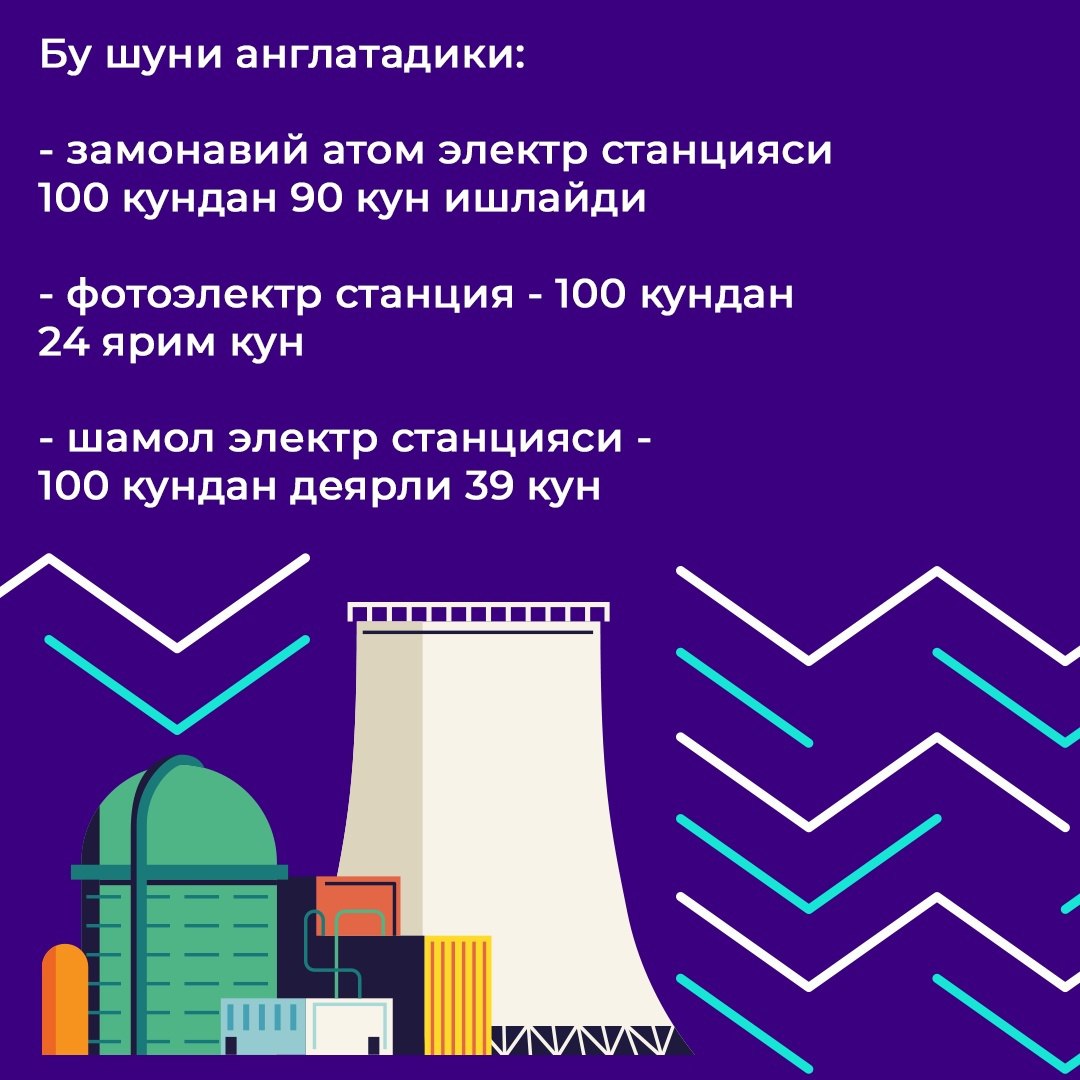 Бу шуни англатадики:
- замонавий атом электр станцияси
100 кундан 90 кун ишлайди
- фотоэлектр станция - 100 кундан
24 ярим кун
- шамол электр станцияси -
100 кундан деярли 39 кун